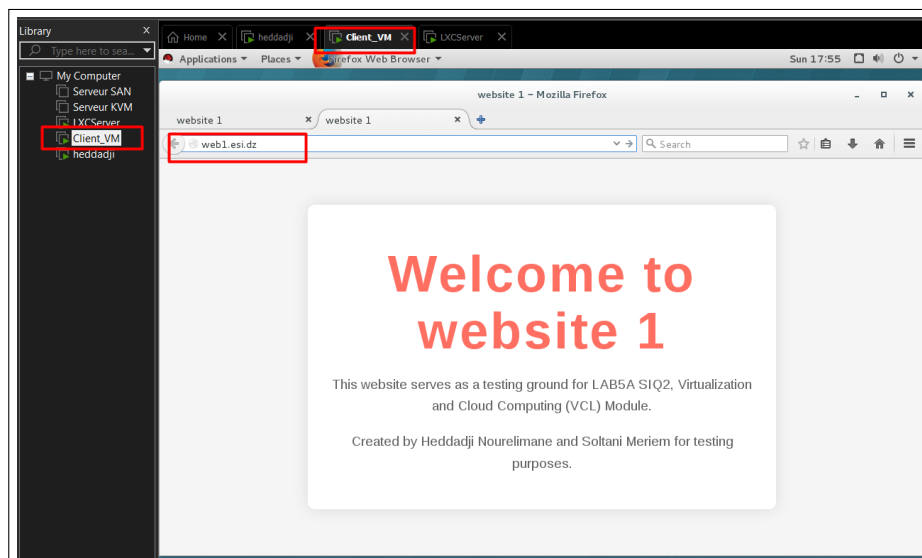 Library X
Type here to sea...
My Computer
Serveur SAN
Serveur KVM
LXCServer
Client_VM
heddadji
Home X heddadji X Client_VM X LXCServer X
Applications Places Firefox Web Browser Sun 17:55
website 1 – Mozilla Firefox
website 1 website 1
web1.esi.dz Search
Welcome to
website 1
This website serves as a testing ground for LAB5A SIQ2, Virtualization
and Cloud Computing (VCL) Module.
Created by Heddadji Nourelimane and Soltani Meriem for testing
purposes.